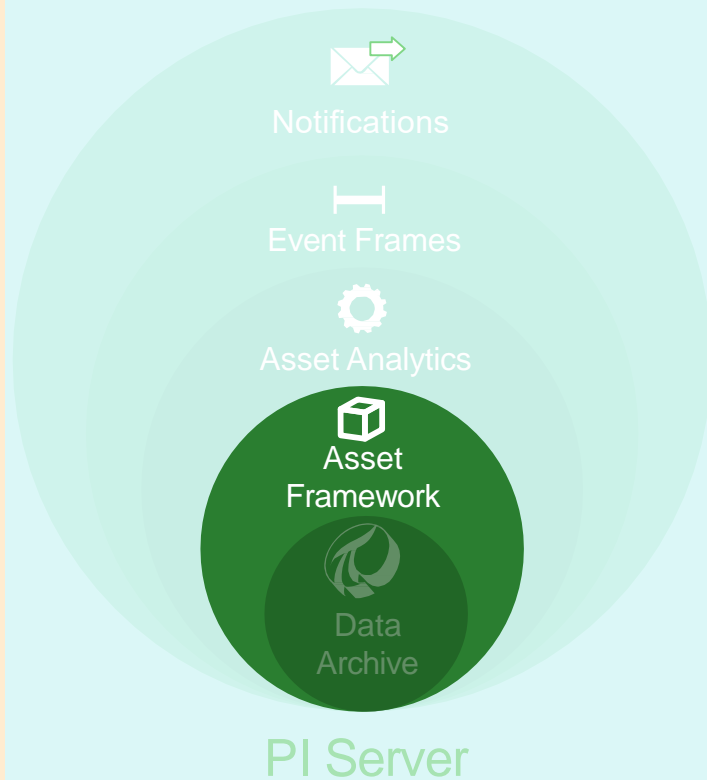 Notifications
Event Frames
Asset Analytics
Asset
Framework
Data
Archive
PI Server